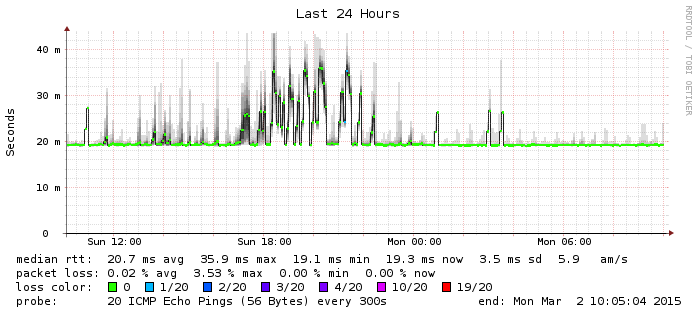 Last 24 Hours
RRDTOOL / TOBI OETIKER
Seconds
40 m
30 m
20 m
10 m
0
Sun 12:00 Sun 18:00 Mon 00:00 Mon 06:00
median rtt: 20.7 ms avg 35.9 ms max 19.1 ms min 19.3 ms now 3.5 ms sd 5.9 am/s
packet loss: 0.02 % avg 3.53 % max 0.00 % min 0.00 % now
loss color: 0 1/20 2/20 3/20 4/20 10/20 19/20
probe: 20 ICMP Echo Pings (56 Bytes) every 300s end: Mon Mar 2 10:05:04 2015